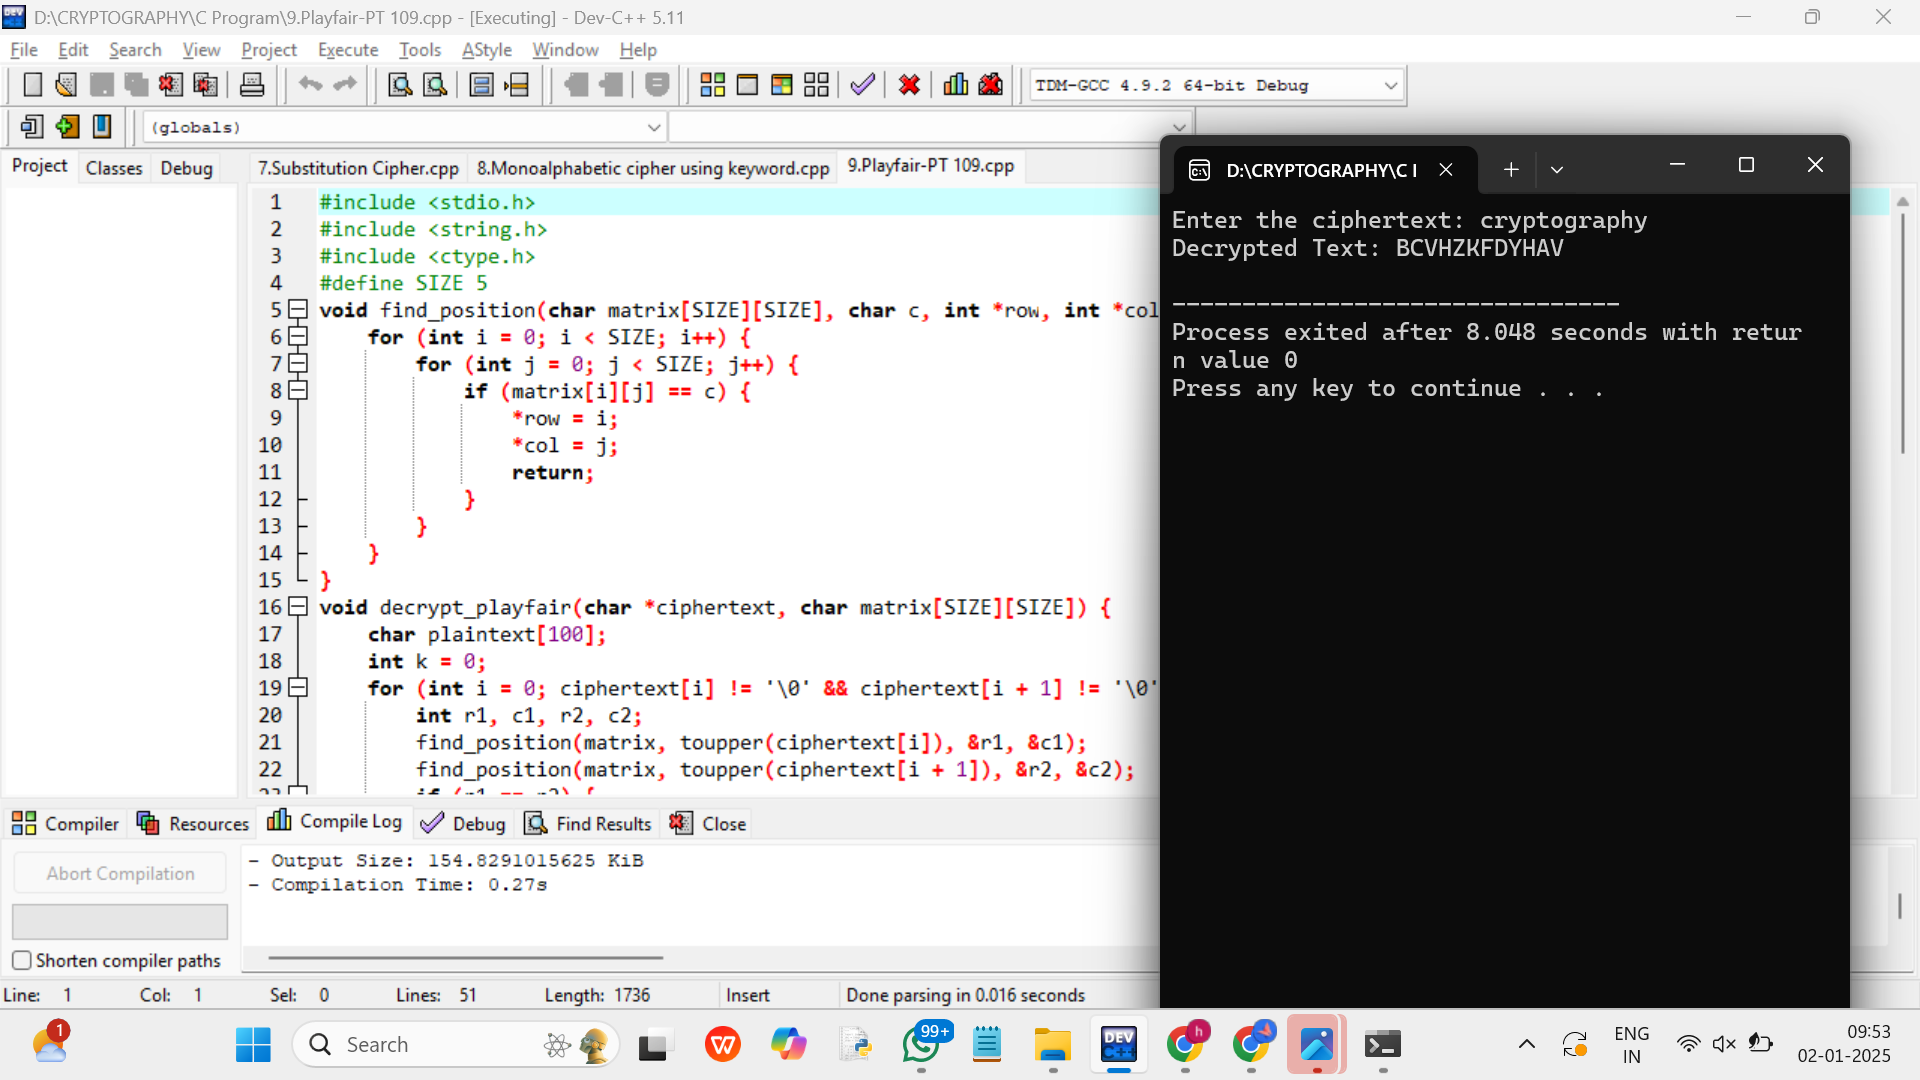 D:\CRYPTOGRAPHY\C Program\9.Playfair-PT 109.cpp - [Executing] - Dev-C++ 5.11
File Edit Search View Project Execute Tools AStyle Window Help
TDM-GCC 4.9.2 64-bit Debug
(globals)
Project Classes Debug
7.Substitution Cipher.cpp 8.Monoalphabetic cipher using keyword.cpp 9.Playfair-PT 109.cpp
1 #include <stdio.h>
2 #include <string.h>
3 #include <ctype.h>
4 #define SIZE 5
5 void find_position(char matrix[SIZE][SIZE], char c, int *row, int *col
6 for (int i = 0; i < SIZE; i++) {
7 for (int j = 0; j < SIZE; j++) {
8 if (matrix[i][j] == c) {
9 *row = i;
10 *col = j;
11 return;
12 }
13 }
14 }
15 }
16 void decrypt_playfair(char *ciphertext, char matrix[SIZE][SIZE]) {
17 char plaintext[100];
18 int k = 0;
19 for (int i = 0; ciphertext[i] != '\0' && ciphertext[i + 1] != '\0'
20 int r1, c1, r2, c2;
21 find_position(matrix, toupper(ciphertext[i]), &r1, &c1);
22 find_position(matrix, toupper(ciphertext[i + 1]), &r2, &c2);
23 if (r1 == r2) {
D:\CRYPTOGRAPHY\C
Enter the ciphertext: cryptography
Decrypted Text: BCVHZKFDYHAV
--------------------------------
Process exited after 8.048 seconds with retur
n value 0
Press any key to continue . . .
Compiler Resources Compile Log Debug Find Results Close
Abort Compilation
Shorten compiler paths
- Output Size: 154.8291015625 KiB
- Compilation Time: 0.27s
Line: 1 Col: 1 Sel: 0 Lines: 51 Length: 1736 Insert Done parsing in 0.016 seconds
1
Search
99+
DEV
C++
h
ENG
IN
09:53
02-01-2025